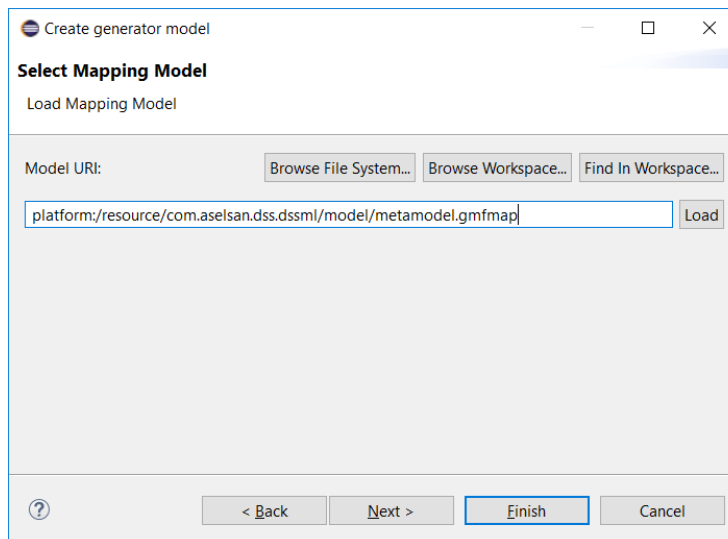 Create generator model
Select Mapping Model
Load Mapping Model
Model URI: Browse File System... Browse Workspace... Find In Workspace...
platform:/resource/com.aselsan.dss.dssml/model/metamodel.gmfmap Load
? < Back Next > Finish Cancel